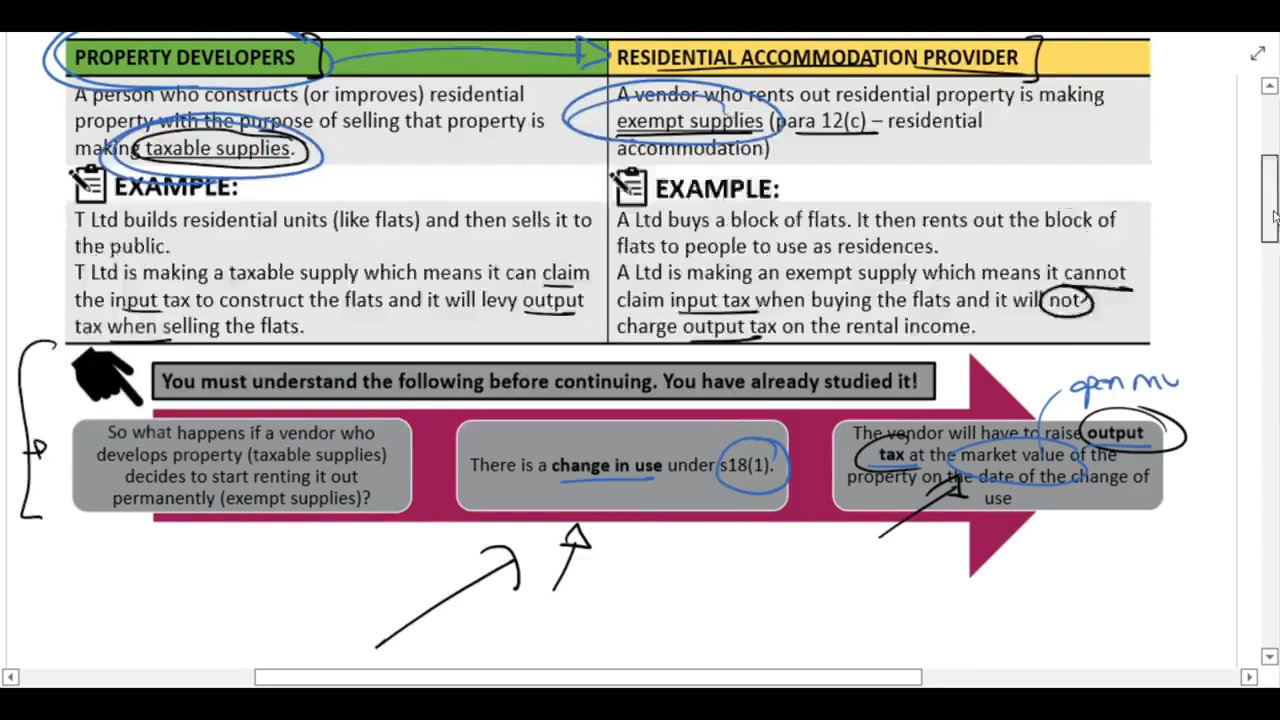 PROPERTY DEVELOPERS
RESIDENTIAL ACCOMMODATION PROVIDER
A person who constructs (or improves) residential
property with the purpose of selling that property is
making taxable supplies.
A vendor who rents out residential property is making
exempt supplies (para 12(c) – residential
accommodation)
EXAMPLE:
T Ltd builds residential units (like flats) and then sells it to
the public.
T Ltd is making a taxable supply which means it can claim
the input tax to construct the flats and it will levy output
tax when selling the flats.
EXAMPLE:
A Ltd buys a block of flats. It then rents out the block of
flats to people to use as residences.
A Ltd is making an exempt supply which means it cannot
claim input tax when buying the flats and it will not
charge output tax on the rental income.
You must understand the following before continuing. You have already studied it!
So what happens if a vendor who
develops property (taxable supplies)
decides to start renting it out
permanently (exempt supplies)?
There is a change in use under s18(1).
open mv
The vendor will have to raise output
tax at the market value of the
property on the date of the change of
use